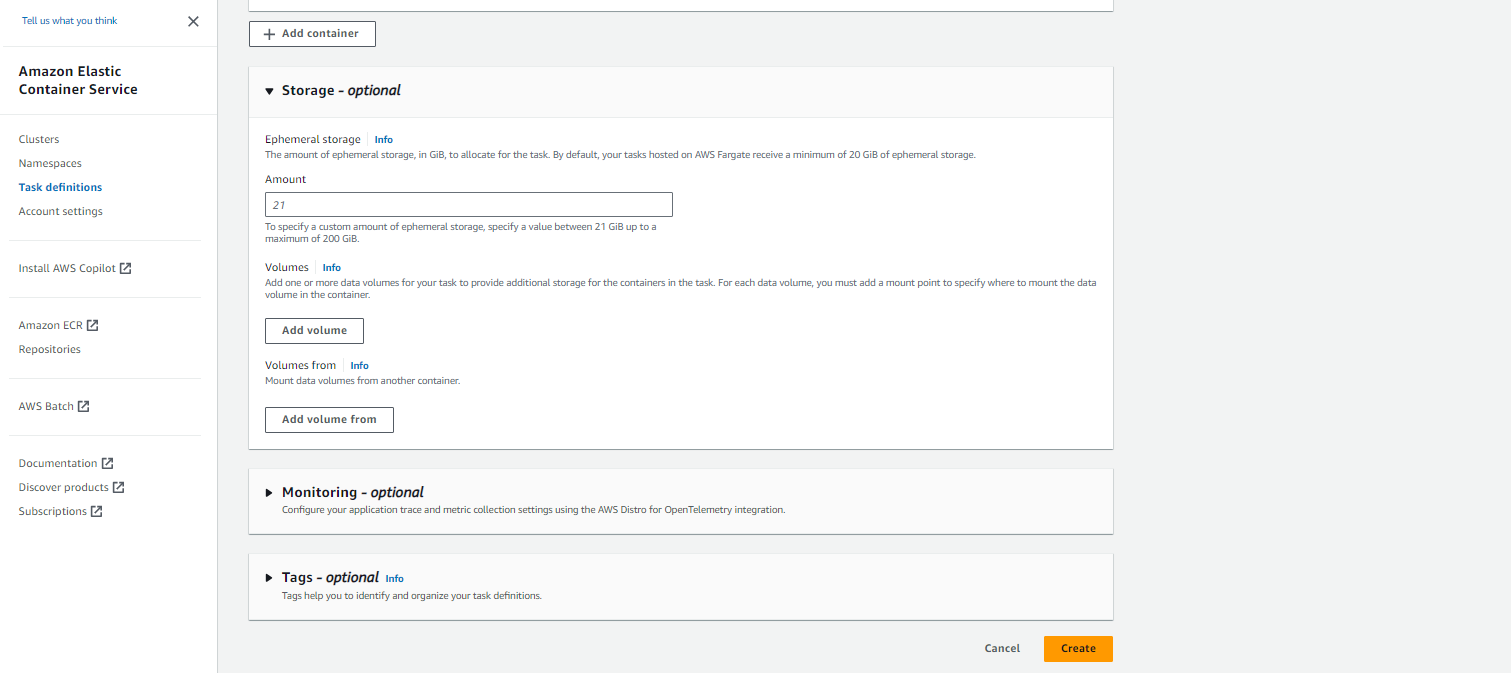 Tell us what you think
Amazon Elastic
Container Service
Clusters
Namespaces
Task definitions
Account settings
Install AWS Copilot
Amazon ECR
Repositories
AWS Batch
Documentation
Discover products
Subscriptions
Add container
Storage - optional
Ephemeral storage Info
The amount of ephemeral storage, in GiB, to allocate for the task. By default, your tasks hosted on AWS Fargate receive a minimum of 20 GiB of ephemeral storage.
Amount
21
To specify a custom amount of ephemeral storage, specify a value between 21 GiB up to a
maximum of 200 GiB.
Volumes Info
Add one or more data volumes for your task to provide additional storage for the containers in the task. For each data volume, you must add a mount point to specify where to mount the data
volume in the container.
Add volume
Volumes from Info
Mount data volumes from another container.
Add volume from
Monitoring - optional
Configure your application trace and metric collection settings using the AWS Distro for OpenTelemetry integration.
Tags - optional Info
Tags help you to identify and organize your task definitions.
Cancel
Create